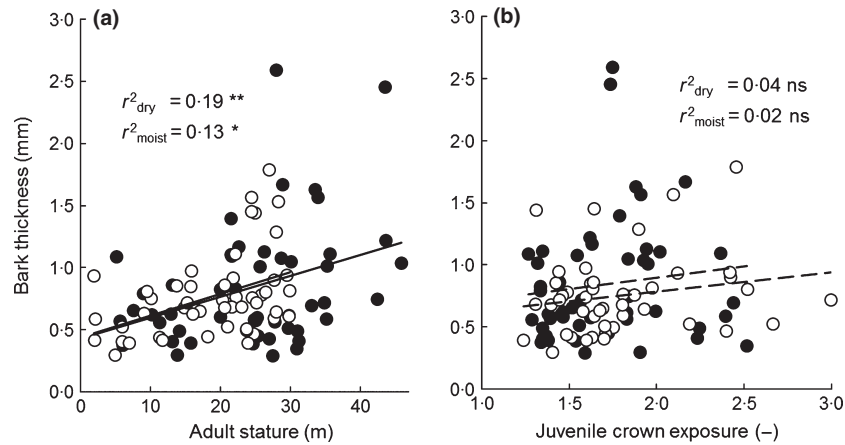 (a)
3·0
2·5
2·0
1·5
1·0
0·5
0·0
Bark thickness (mm)
r²dry = 0·19 **
r²moist = 0·13 *
0 10 20 30 40
Adult stature (m)
(b)
3·0
2·5
2·0
1·5
1·0
0·5
0·0
r²dry = 0·04 ns
r²moist = 0·02 ns
1·0 1·5 2·0 2·5 3·0
Juvenile crown exposure (–)